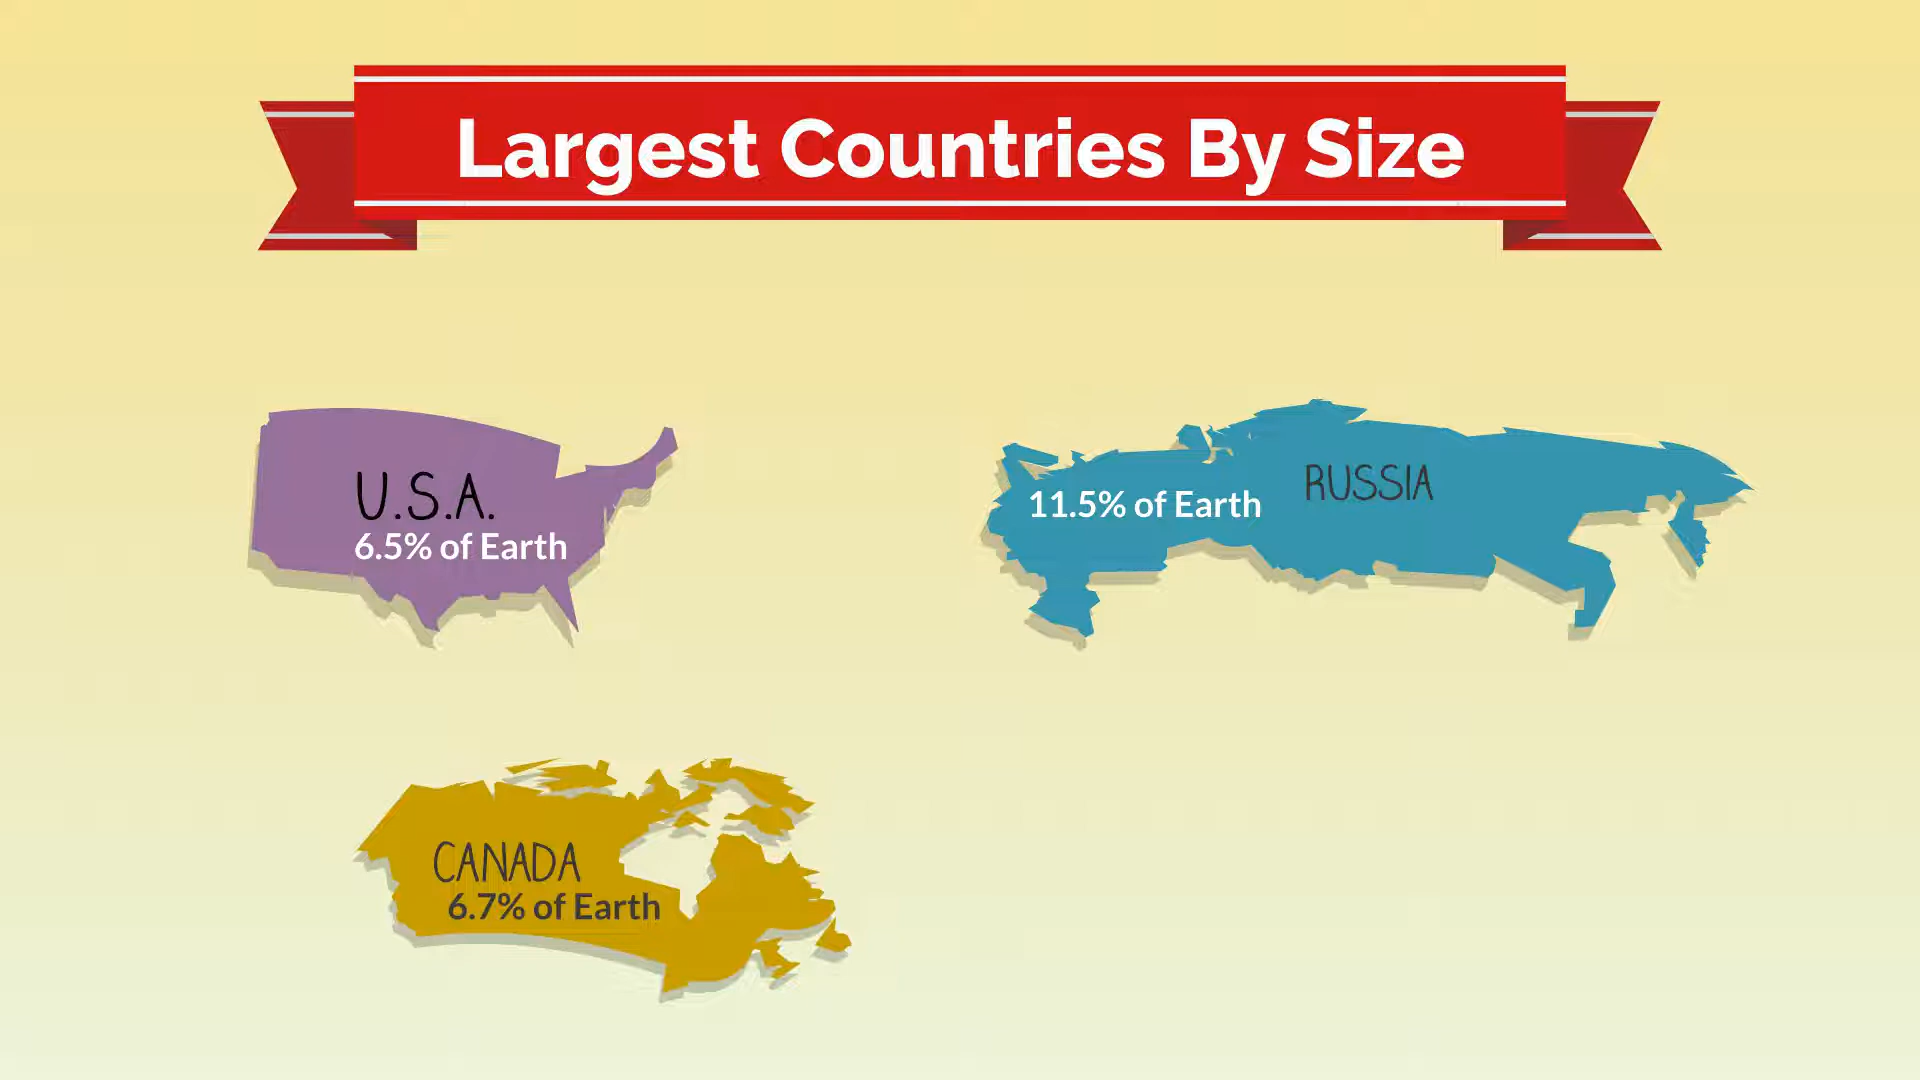 Largest Countries By Size
U.S.A.
6.5% of Earth
RUSSIA
11.5% of Earth
CANADA
6.7% of Earth